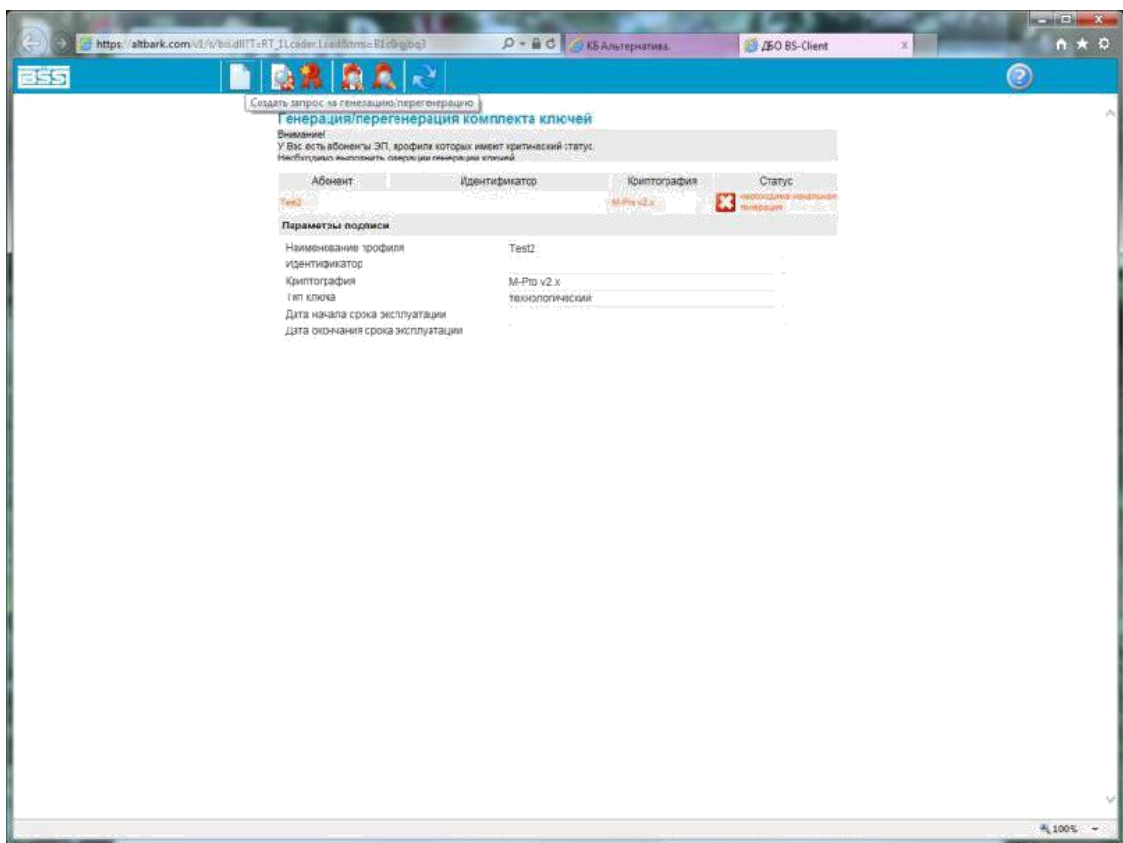 https://altbank.com
КБ Альтернатива.
ДБО BS-Client
BSS
Создать запрос на генерацию/перегенерацию
Генерация/перегенерация комплекта ключей
Внимание!
У Вас есть абоненты ЭП, профили которых имеют критический статус
Необходимо выполнить операции генерации ключей
Абонент Идентификатор Криптография Статус
Test2 M-Pro v2.x необходима начальная
генерация
Параметры подписи
Наименование профиля Test2
Идентификатор
Криптография M-Pro v2.x
Тип ключа технологический
Дата начала срока эксплуатации
Дата окончания срока эксплуатации
100%